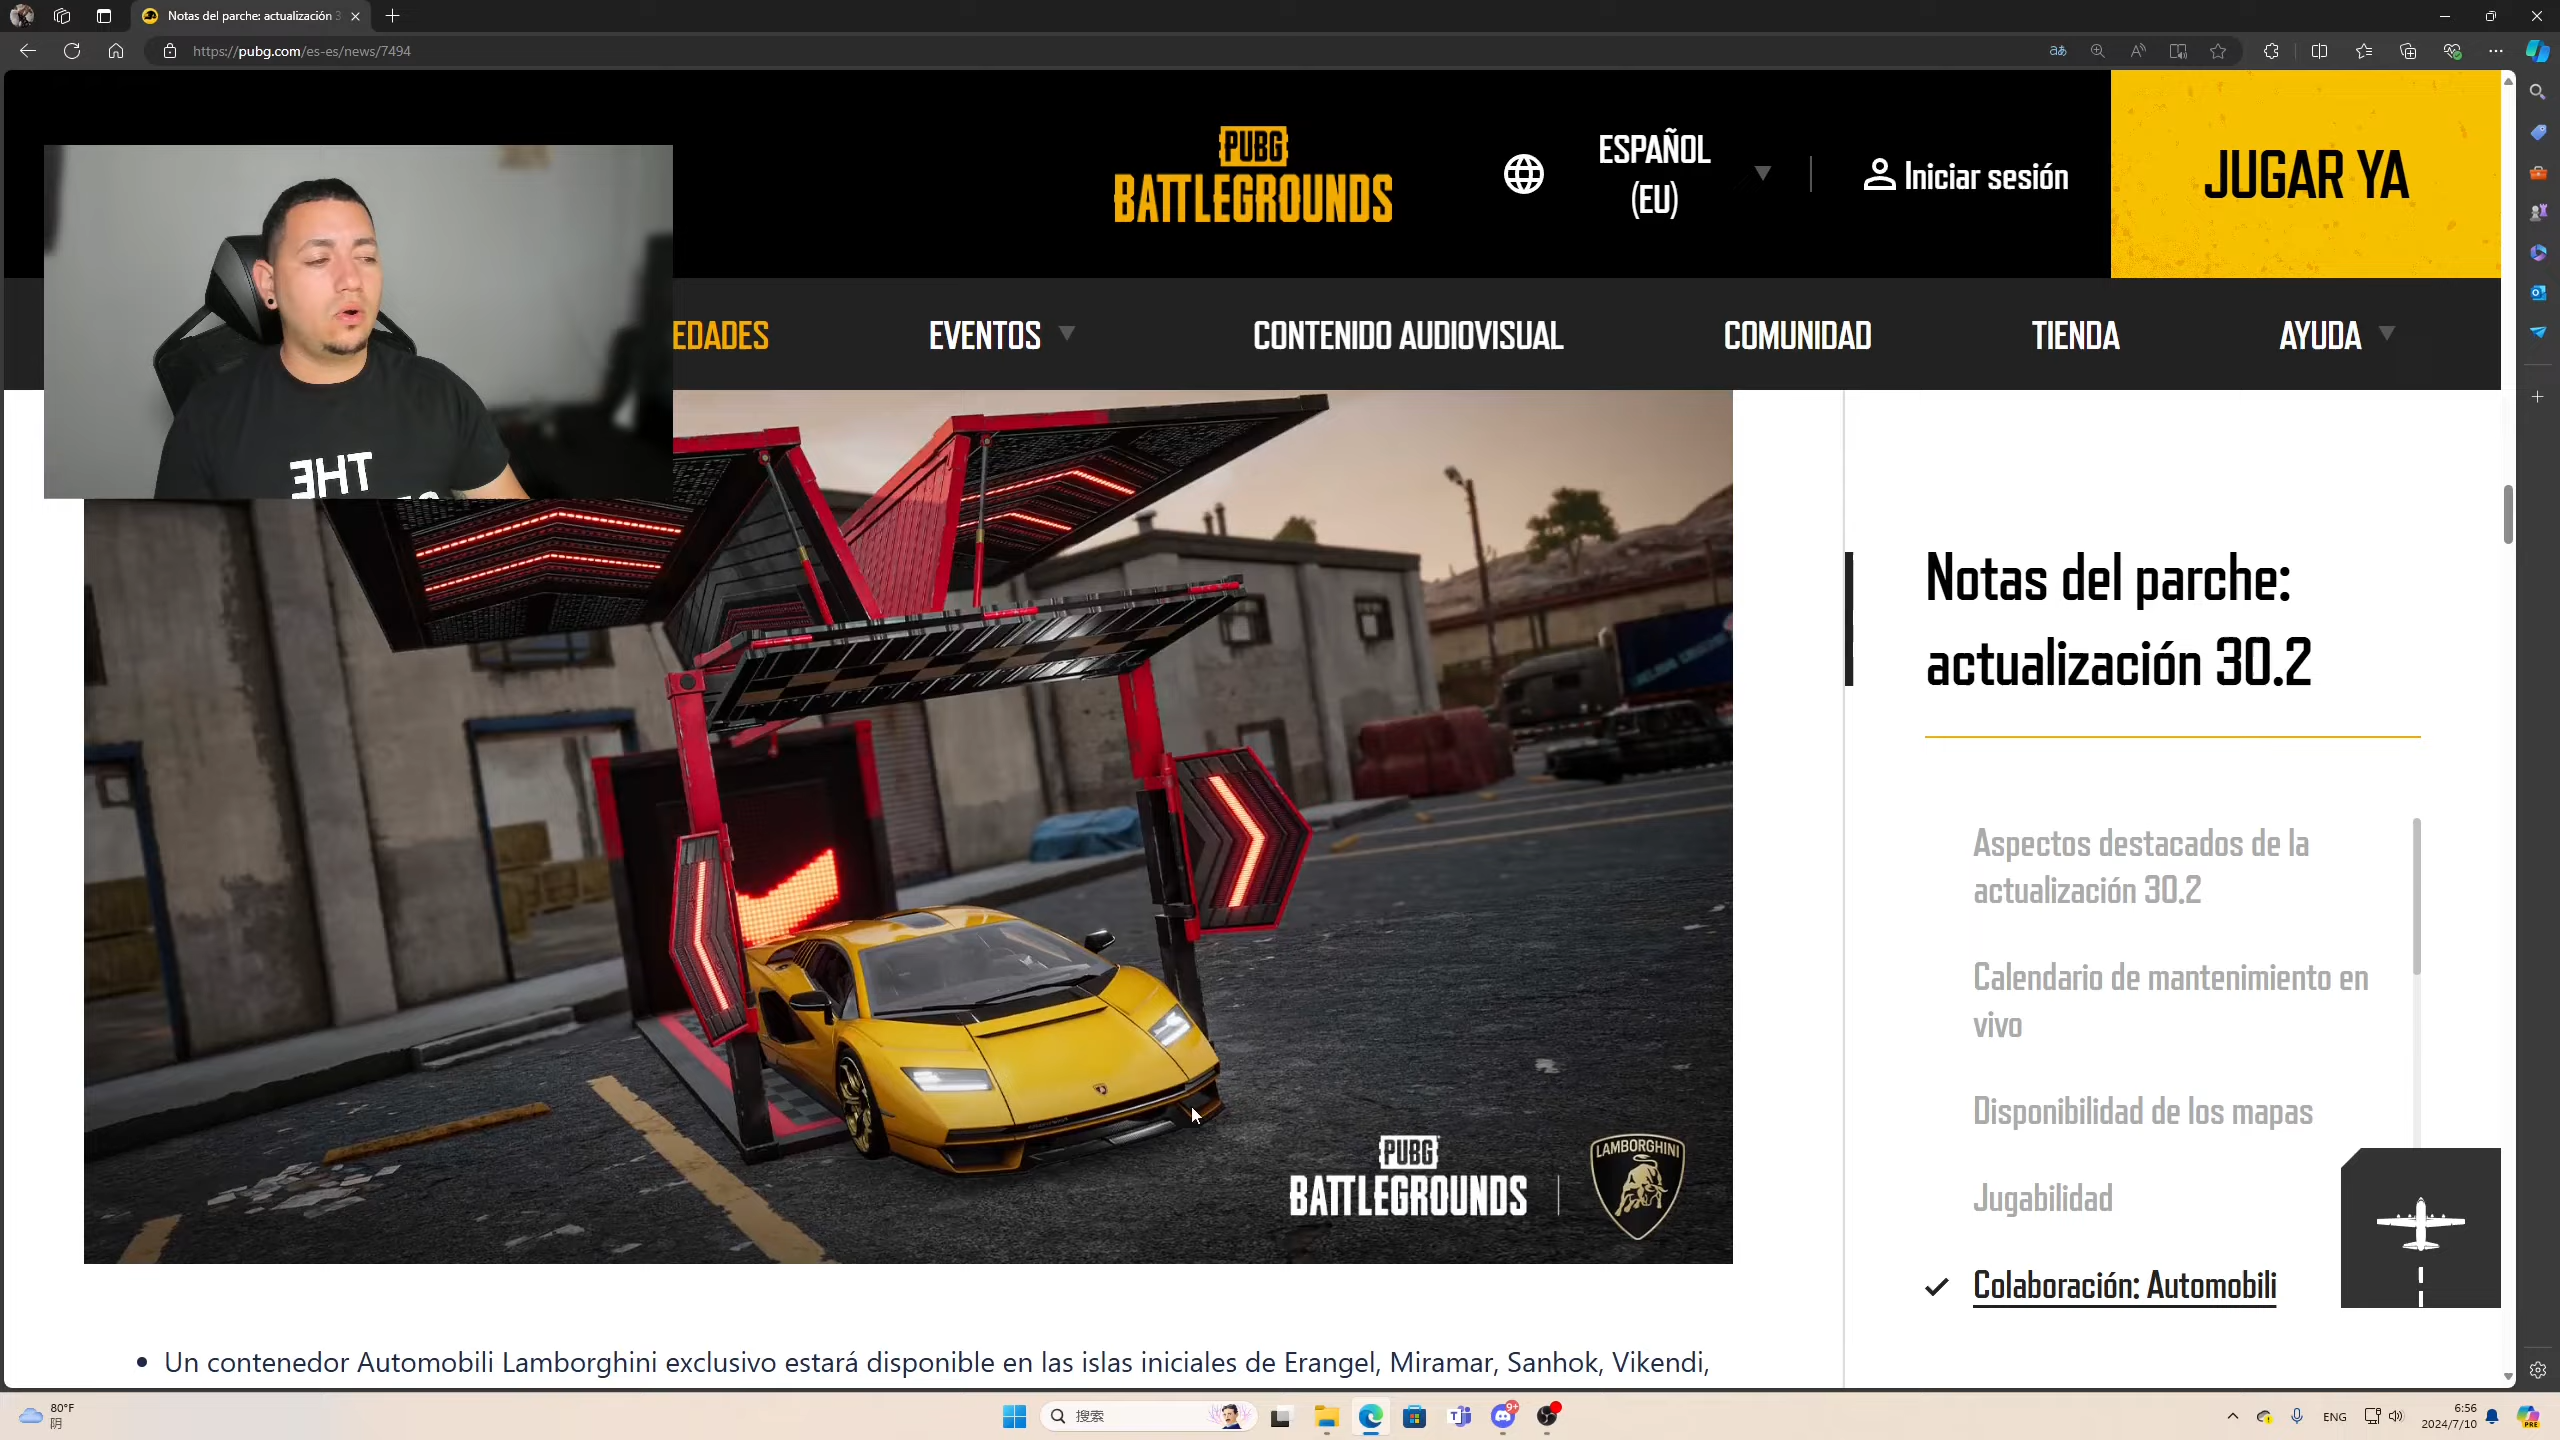 Notas del parche: actualización 3
https://pubg.com/es-es/news/7494
PUBG
BATTLEGROUNDS
ESPAÑOL
(EU)
Iniciar sesión
JUGAR YA
EDADES
EVENTOS
CONTENIDO AUDIOVISUAL
COMUNIDAD
TIENDA
AYUDA
THE
PUBG
BATTLEGROUNDS
LAMBORGHINI
Notas del parche:
actualización 30.2
Aspectos destacados de la
actualización 30.2
Calendario de mantenimiento en
vivo
Disponibilidad de los mapas
Jugabilidad
Colaboración: Automobili
• Un contenedor Automobili Lamborghini exclusivo estará disponible en las islas iniciales de Erangel, Miramar, Sanhok, Vikendi,
80°F
阴
搜索
9+
ENG
6:56
2024/7/10
PRE